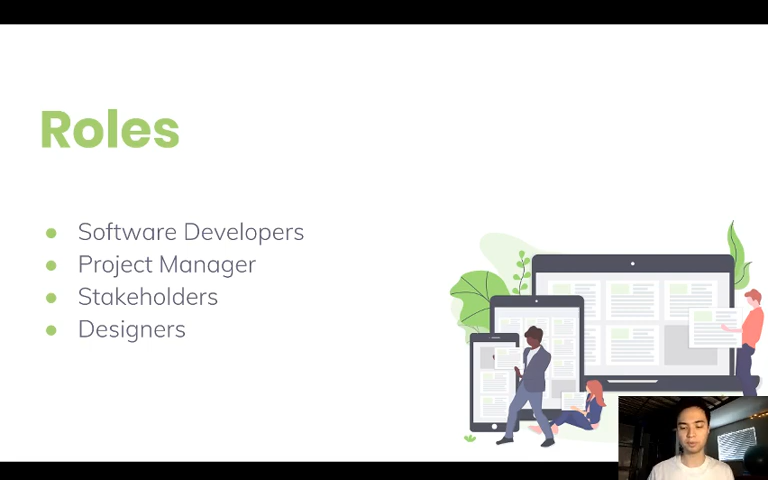 Roles
● Software Developers
● Project Manager
● Stakeholders
● Designers